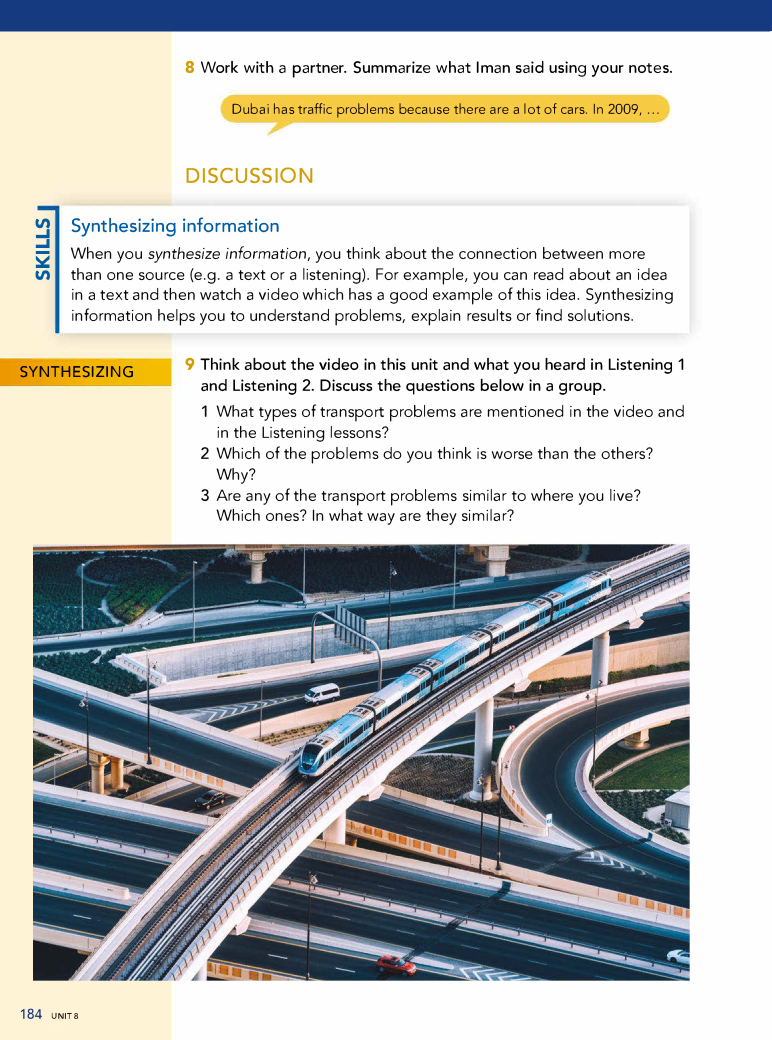 8 Work with a partner. Summarize what Iman said using your notes.
Dubai has traffic problems because there are a lot of cars. In 2009, …
DISCUSSION
SKILLS
Synthesizing information
When you synthesize information, you think about the connection between more
than one source (e.g. a text or a listening). For example, you can read about an idea
in a text and then watch a video which has a good example of this idea. Synthesizing
information helps you to understand problems, explain results or find solutions.
SYNTHESIZING
9 Think about the video in this unit and what you heard in Listening 1
and Listening 2. Discuss the questions below in a group.
1 What types of transport problems are mentioned in the video and
in the Listening lessons?
2 Which of the problems do you think is worse than the others?
Why?
3 Are any of the transport problems similar to where you live?
Which ones? In what way are they similar?
184 UNIT 8